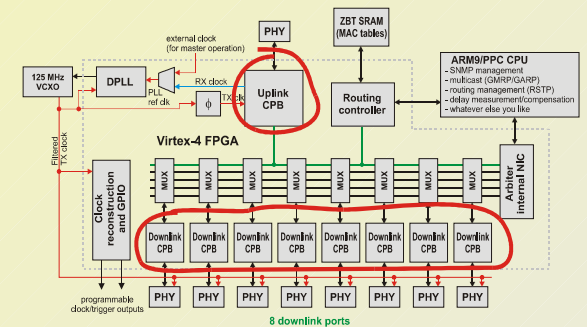 external clock
(for master operation)
PHY
ZBT SRAM
(MAC tables)
ARM9/PPC CPU
- SNMP management
- multicast (GMRP/GARP)
- routing management (RSTP)
- delay measurement/compensation
- whatever else you like
125 MHz
VCXO
DPLL
PLL
ref clk
RX clock
TX clk
ϕ
Uplink
CPB
Routing
controller
Filtered
TX clock
Virtex-4 FPGA
Clock
reconstruction
and GPIO
MUX
MUX
MUX
MUX
MUX
MUX
MUX
MUX
Arbiter
internal NIC
Downlink
CPB
Downlink
CPB
Downlink
CPB
Downlink
CPB
Downlink
CPB
Downlink
CPB
Downlink
CPB
Downlink
CPB
programmable
clock/trigger outputs
PHY
PHY
PHY
PHY
PHY
PHY
PHY
PHY
8 downlink ports